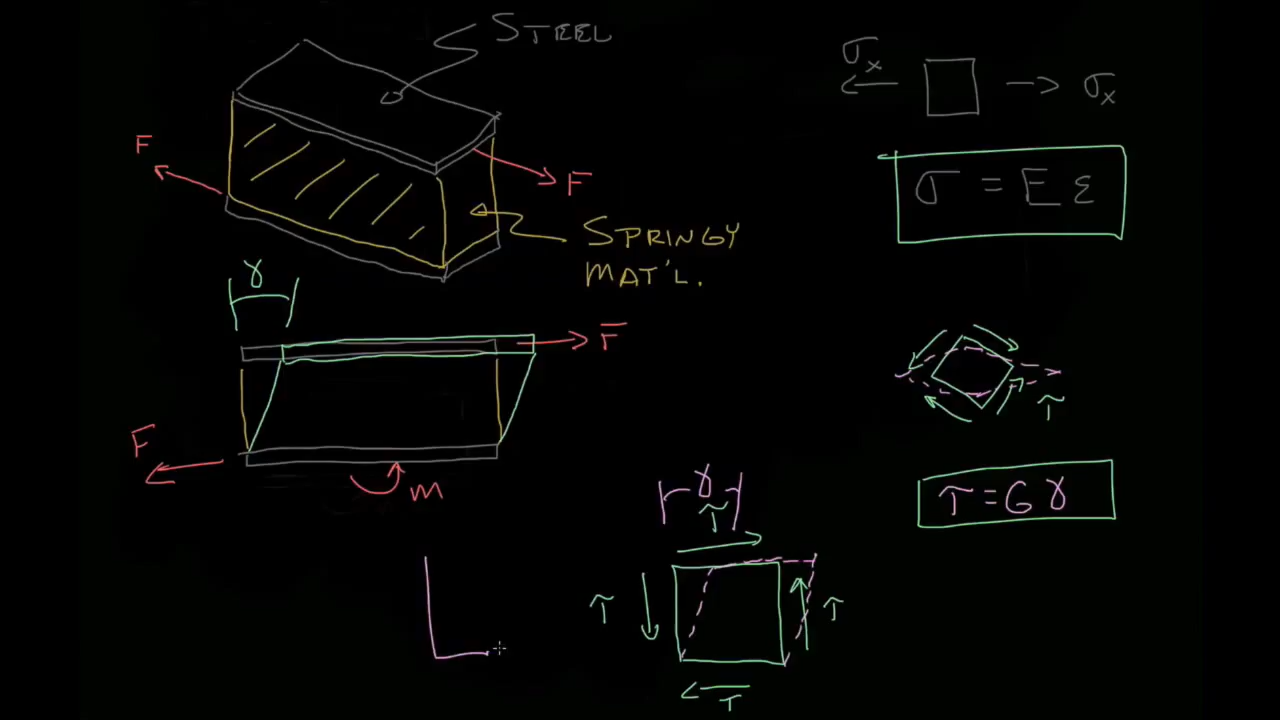 STEEL
σx
σx
F
F
σ = E ε
SPRINGY
MAT'L.
γ
F
F
τ
m
γ
τ
τ = G γ
τ
τ
τ